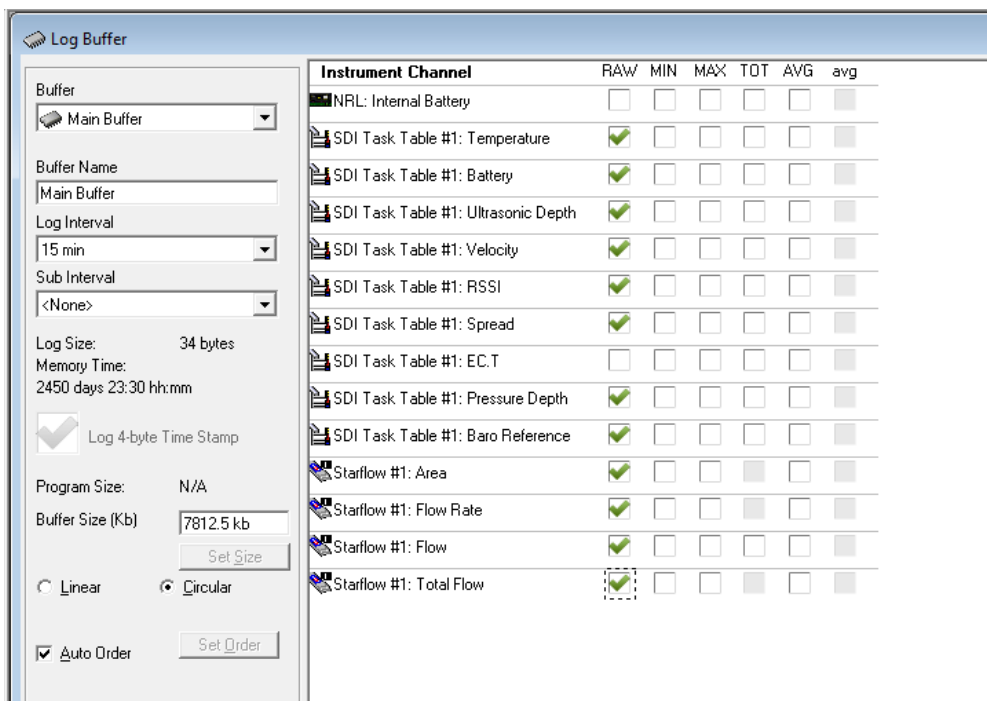 Log Buffer
Buffer
Main Buffer
Buffer Name
Main Buffer
Log Interval
15 min
Sub Interval
<None>
Log Size: 34 bytes
Memory Time:
2450 days 23:30 hh:mm
Log 4-byte Time Stamp
Program Size: N/A
Buffer Size (Kb) 7812.5 kb
Set Size
Linear Circular
Auto Order Set Order
Instrument Channel RAW MIN MAX TOT AVG avg
NRL: Internal Battery
SDI Task Table #1: Temperature
SDI Task Table #1: Battery
SDI Task Table #1: Ultrasonic Depth
SDI Task Table #1: Velocity
SDI Task Table #1: RSSI
SDI Task Table #1: Spread
SDI Task Table #1: EC.T
SDI Task Table #1: Pressure Depth
SDI Task Table #1: Baro Reference
Starflow #1: Area
Starflow #1: Flow Rate
Starflow #1: Flow
Starflow #1: Total Flow